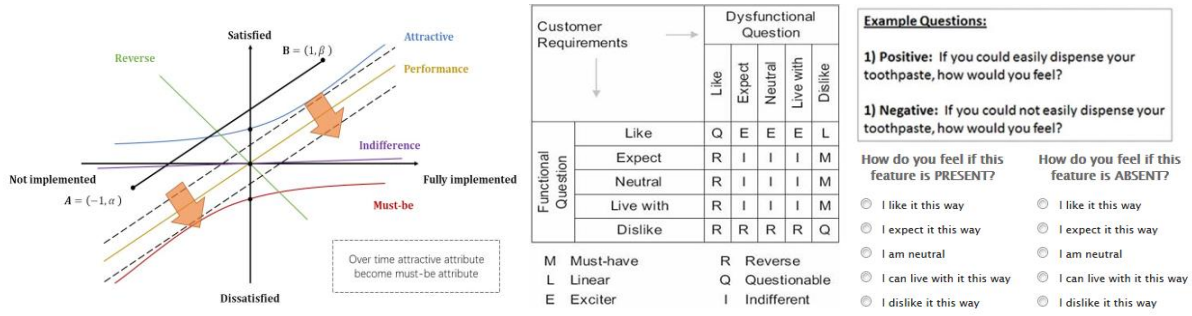 Satisfied
B = (1,β)
Attractive
Reverse
Performance
Indifference
Not implemented
Fully implemented
A = (−1,α)
Must-be
Over time attractive attribute
become must-be attribute
Dissatisfied
Customer
Requirements
Dysfunctional
Question
Like
Expect
Neutral
Live with
Dislike
Functional
Question
Like Q E E E L
Expect R I I I M
Neutral R I I I M
Live with R I I I M
Dislike R R R R Q
M Must-have R Reverse
L Linear Q Questionable
E Exciter I Indifferent
Example Questions:
1) Positive: If you could easily dispense your
toothpaste, how would you feel?
1) Negative: If you could not easily dispense your
toothpaste, how would you feel?
How do you feel if this
feature is PRESENT?
I like it this way
I expect it this way
I am neutral
I can live with it this way
I dislike it this way
How do you feel if this
feature is ABSENT?
I like it this way
I expect it this way
I am neutral
I can live with it this way
I dislike it this way